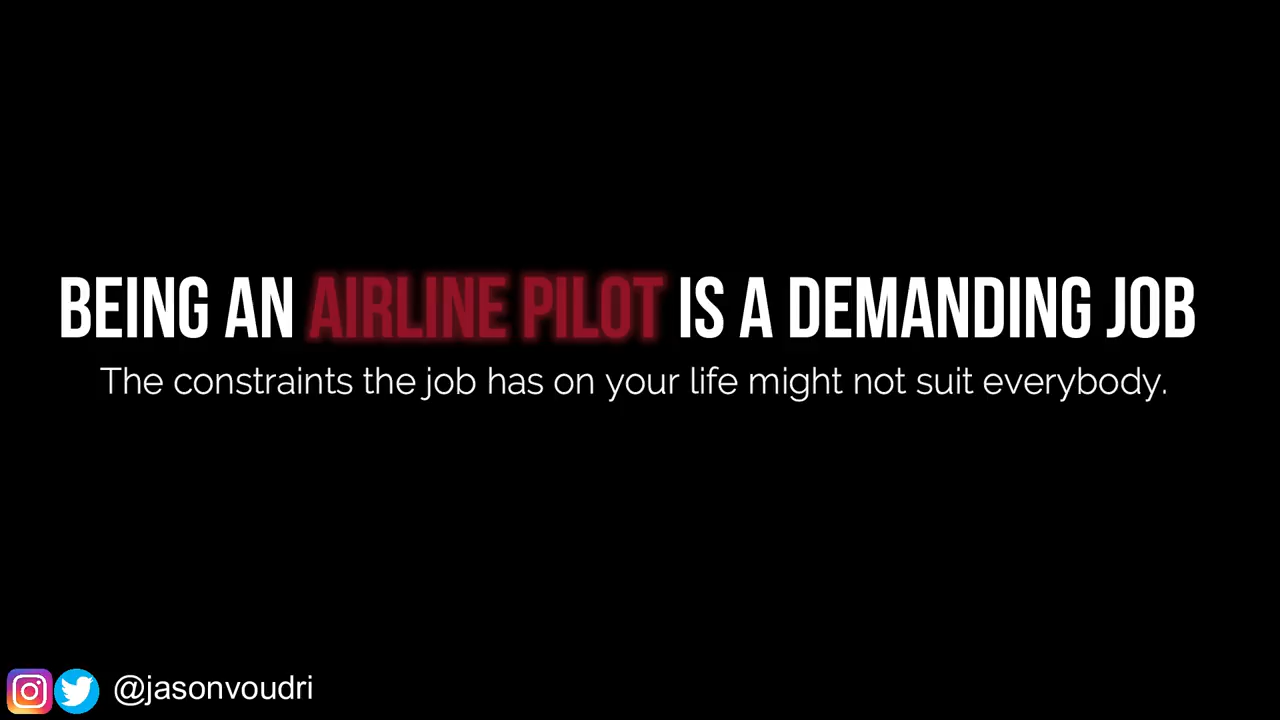 BEING AN AIRLINE PILOT IS A DEMANDING JOB
The constraints the job has on your life might not suit everybody.
@jasonvoudri